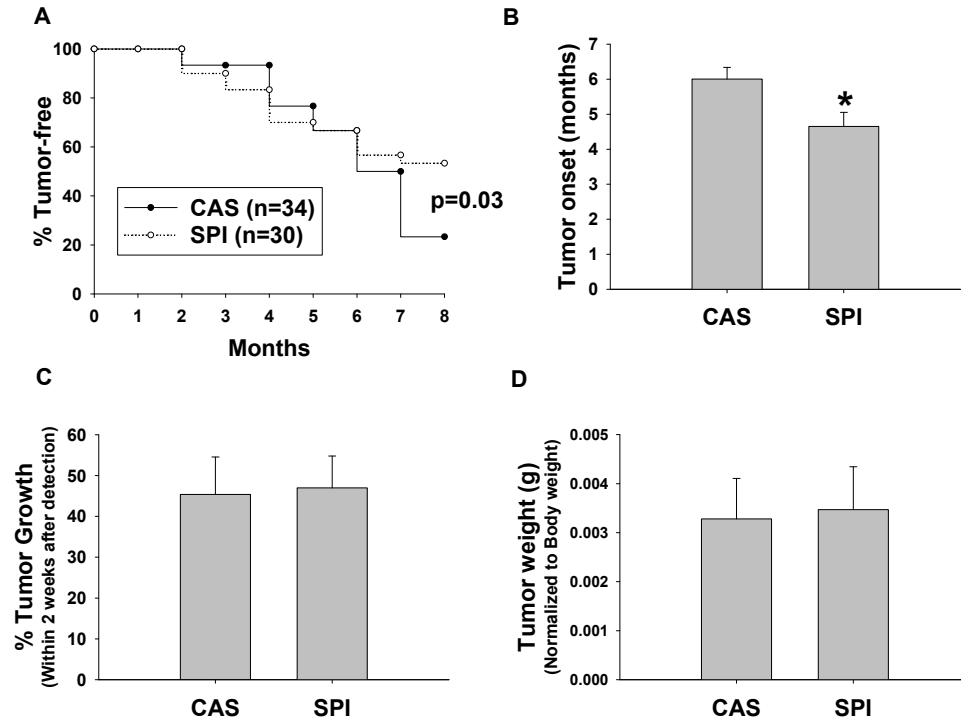 A
% Tumor-free
100
80
60
40
20
0
CAS (n=34)
SPI (n=30)
p=0.03
0 1 2 3 4 5 6 7 8
Months
B
Tumor onset (months)
7
6
5
4
3
2
1
0
*
CAS SPI
C
% Tumor Growth
(Within 2 weeks after detection)
60
50
40
30
20
10
0
CAS SPI
D
Tumor weight (g)
(Normalized to Body weight)
0.005
0.004
0.003
0.002
0.001
0.000
CAS SPI